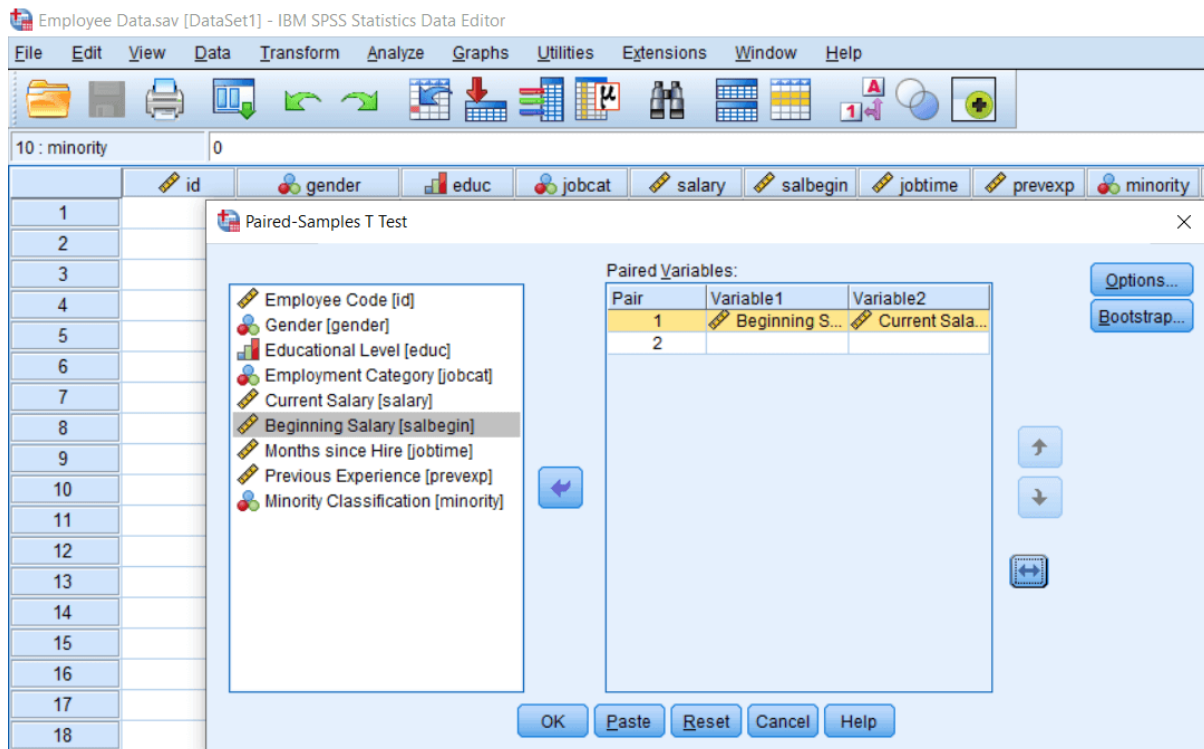 Employee Data.sav [DataSet1] - IBM SPSS Statistics Data Editor
File Edit View Data Transform Analyze Graphs Utilities Extensions Window Help
μ A 1
10 : minority 0
id gender educ jobcat salary salbegin jobtime prevexp minority
1
2
3
4
5
6
7
8
9
10
11
12
13
14
15
16
17
18
Paired-Samples T Test
Employee Code [id]
Gender [gender]
Educational Level [educ]
Employment Category [jobcat]
Current Salary [salary]
Beginning Salary [salbegin]
Months since Hire [jobtime]
Previous Experience [prevexp]
Minority Classification [minority]
Paired Variables:
Pair Variable1 Variable2
1 Beginning S... Current Sala...
2
Options...
Bootstrap...
OK Paste Reset Cancel Help